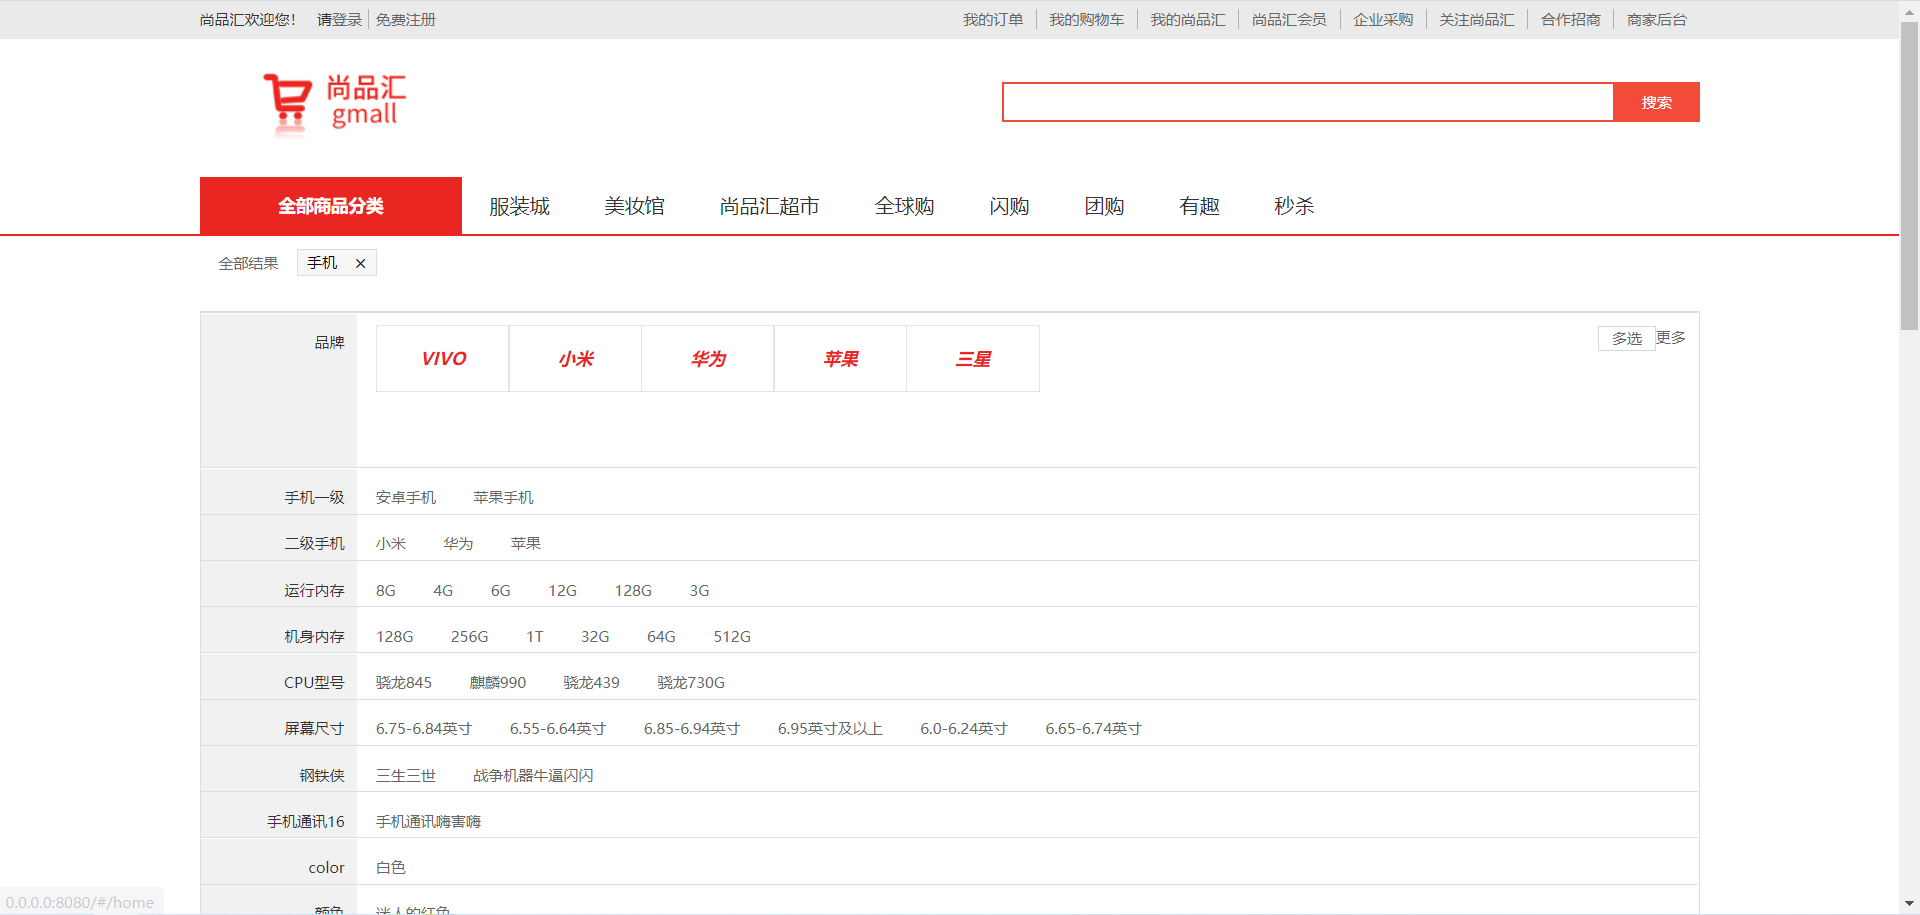 尚品汇欢迎您! 请登录 免费注册 我的订单 我的购物车 我的尚品汇 尚品汇会员 企业采购 关注尚品汇 合作招商 商家后台
尚品汇
gmall
搜索
全部商品分类 服装城 美妆馆 尚品汇超市 全球购 闪购 团购 有趣 秒杀
全部结果 手机 ×
品牌 VIVO 小米 华为 苹果 三星 多选 更多
手机一级 安卓手机 苹果手机
二级手机 小米 华为 苹果
运行内存 8G 4G 6G 12G 128G 3G
机身内存 128G 256G 1T 32G 64G 512G
CPU型号 骁龙845 麒麟990 骁龙439 骁龙730G
屏幕尺寸 6.75-6.84英寸 6.55-6.64英寸 6.85-6.94英寸 6.95英寸及以上 6.0-6.24英寸 6.65-6.74英寸
钢铁侠 三生三世 战争机器牛逼闪闪
手机通讯16 手机通讯嗨害嗨
color 白色
颜色 迷人的红色
0.0.0.0:8080/#/home